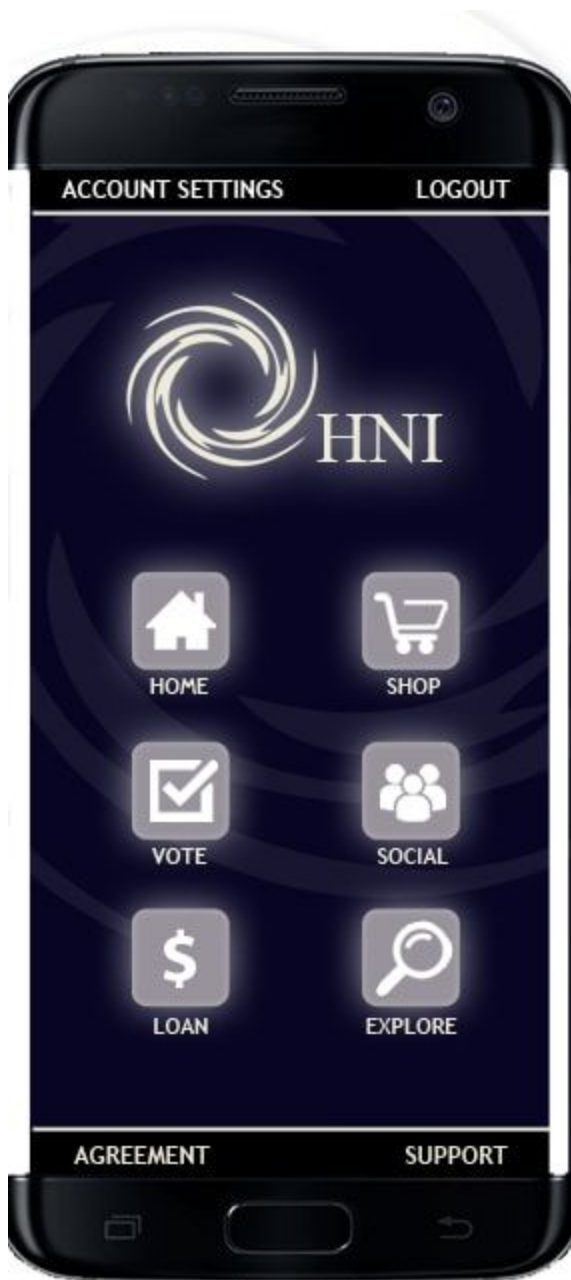 ACCOUNT SETTINGS LOGOUT
HNI
HOME SHOP
VOTE SOCIAL
$
LOAN EXPLORE
AGREEMENT SUPPORT